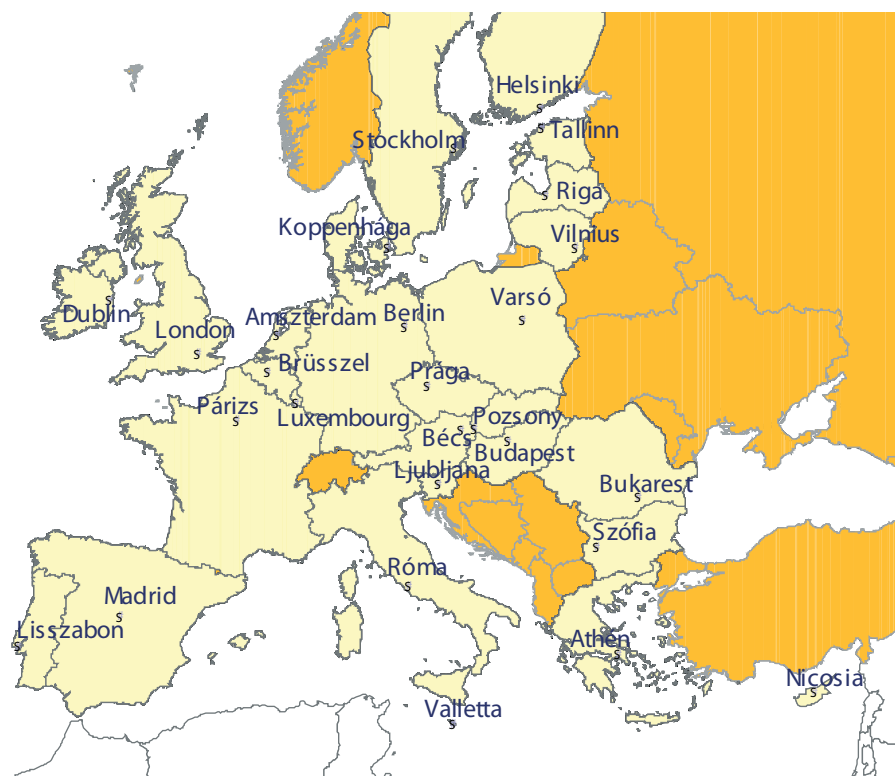 Helsinki
Tallinn
Stockholm
Riga
Koppenhága
Vilnius
Varsó
Dublin
Amszterdam
Berlin
London
Brüsszel
Prága
Párizs
Luxembourg
Pozsony
Bécs
Budapest
Ljubljana
Bukarest
Szófia
Róma
Madrid
Lisszabon
Athén
Nicosia
Valletta